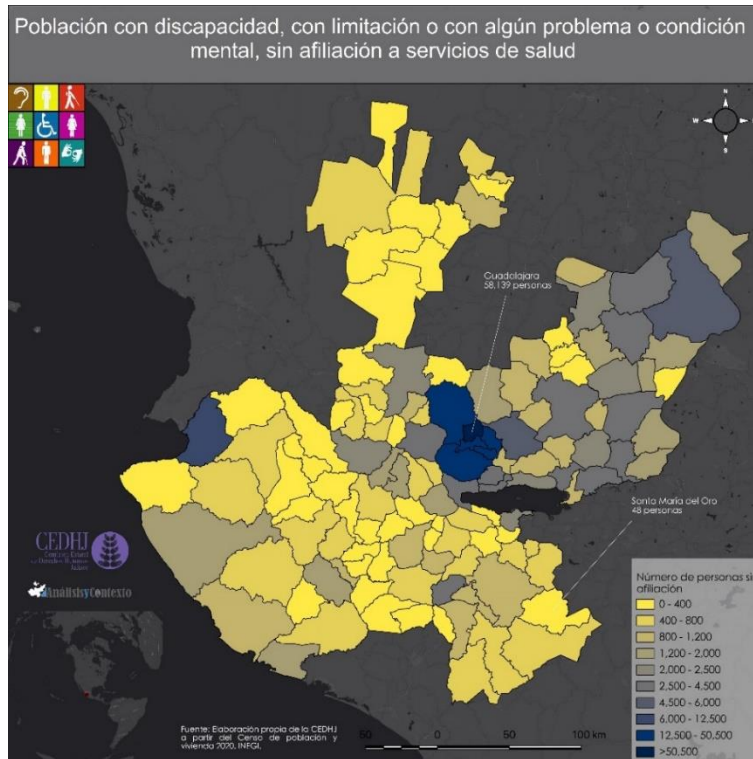 Población con discapacidad, con limitación o con algún problema o condición
mental, sin afiliación a servicios de salud
N
W
S
Guadalajara
58,139 personas
Santa María del Oro
48 personas
CEDHJ
AnálisisyContexto
Número de personas si
afiliación
0 - 400
400 - 800
800 - 1,200
1,200 - 2,000
2,000 - 2,500
2,500 - 4,500
4,500 - 6,000
6,000 - 12,500
12,500 - 50,500
>50,500
Fuente: Elaboración propia de la CEDHJ
a partir del Censo de población y
vivienda 2020, INEGI.
50 0 50 100 km